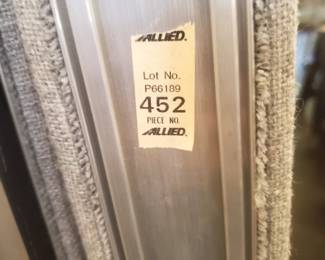 ALLIED.
Lot No.
P66189
452
PIECE NO.
ALLIED.